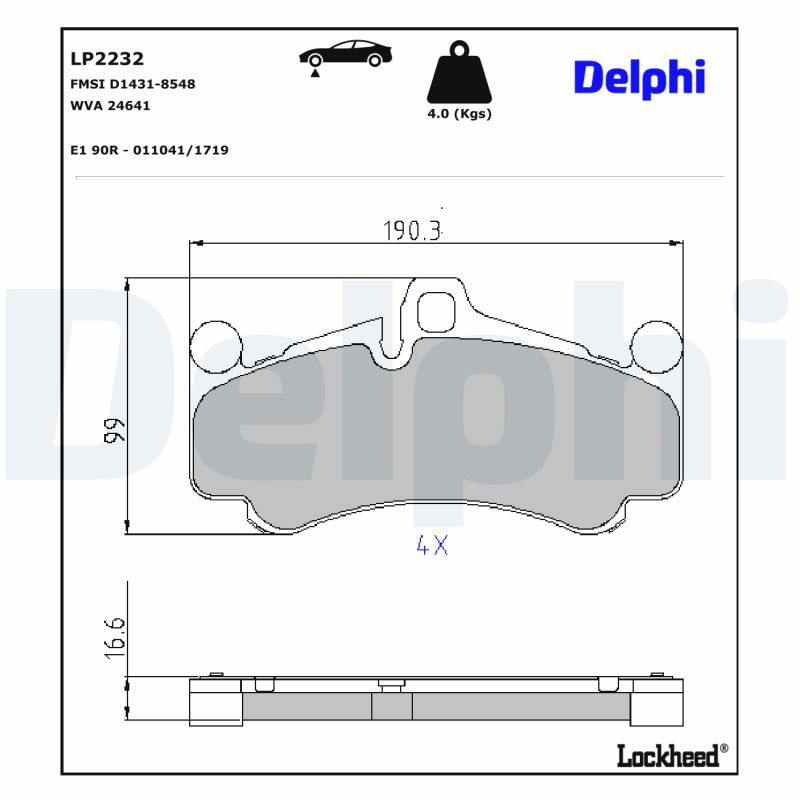 LP2232
FMSI D1431-8548
WVA 24641
E1 90R - 011041/1719
4.0 (Kgs)
Delphi
190.3
99
4X
16.6
Delphi
Lockheed®